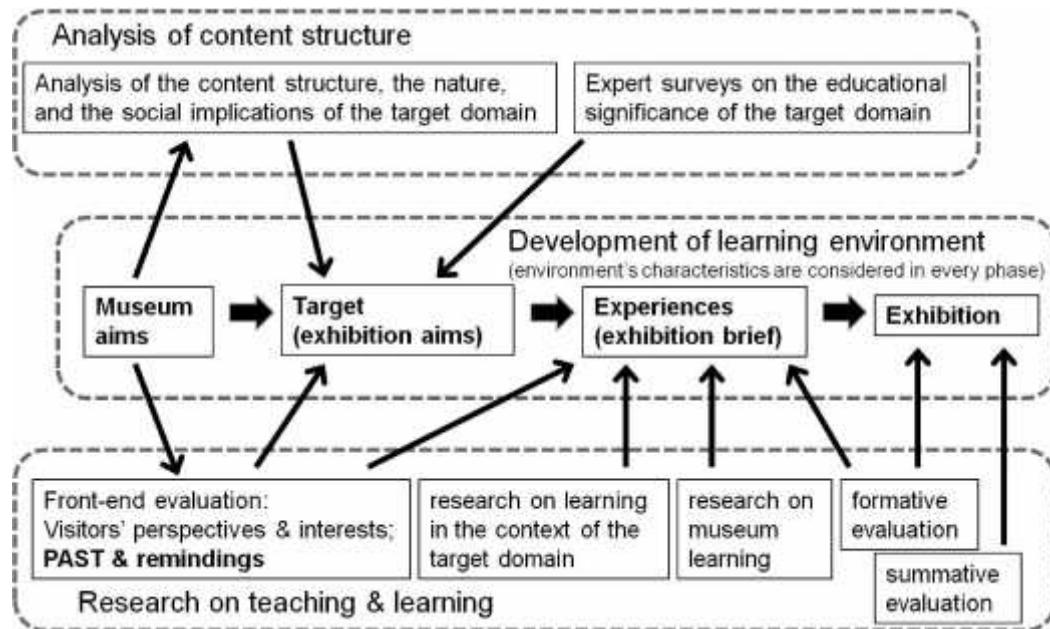 Analysis of content structure
Analysis of the content structure, the nature,
and the social implications of the target domain
Expert surveys on the educational
significance of the target domain
Development of learning environment
(environment's characteristics are considered in every phase)
Museum
aims
Target
(exhibition aims)
Experiences
(exhibition brief)
Exhibition
Front-end evaluation:
Visitors' perspectives & interests;
PAST & remindings
research on learning
in the context of the
target domain
research on
museum
learning
formative
evaluation
summative
evaluation
Research on teaching & learning